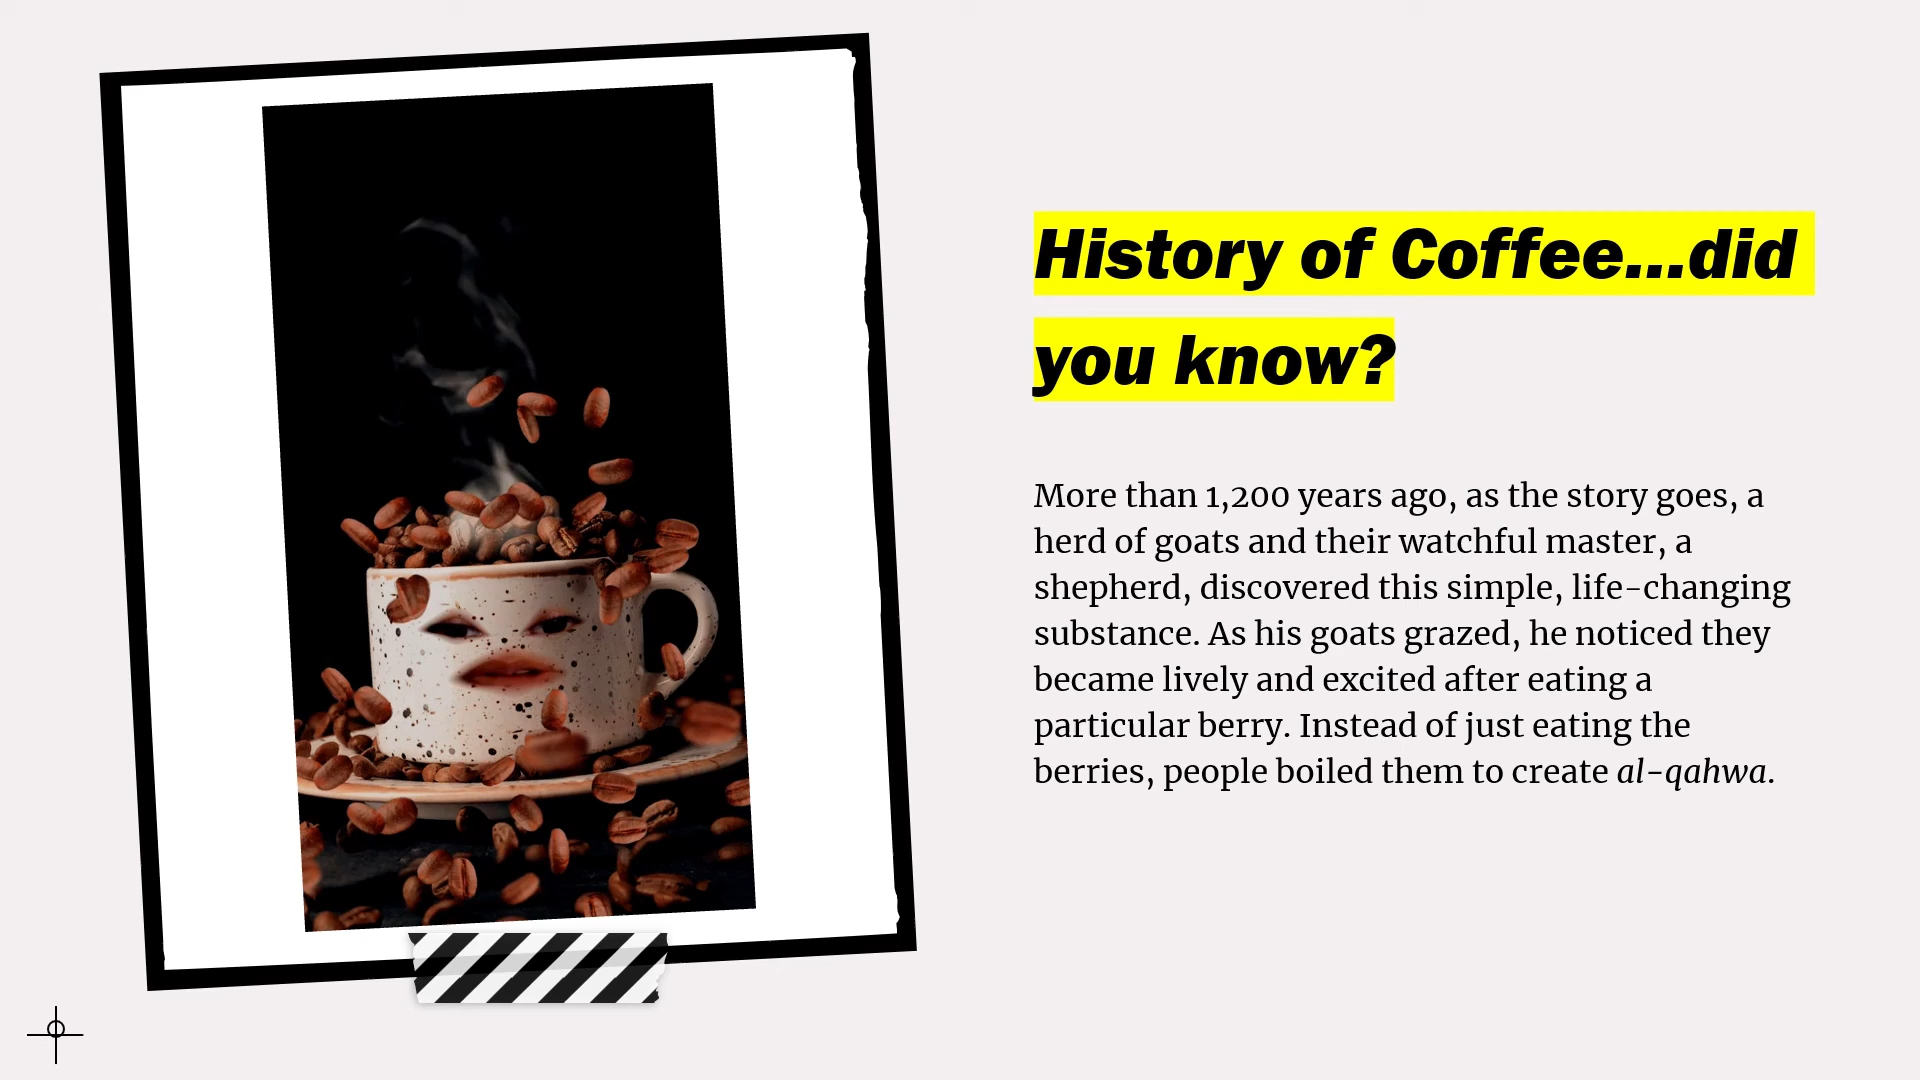 History of Coffee...did
you know?
More than 1,200 years ago, as the story goes, a
herd of goats and their watchful master, a
shepherd, discovered this simple, life-changing
substance. As his goats grazed, he noticed they
became lively and excited after eating a
particular berry. Instead of just eating the
berries, people boiled them to create al-qahwa.